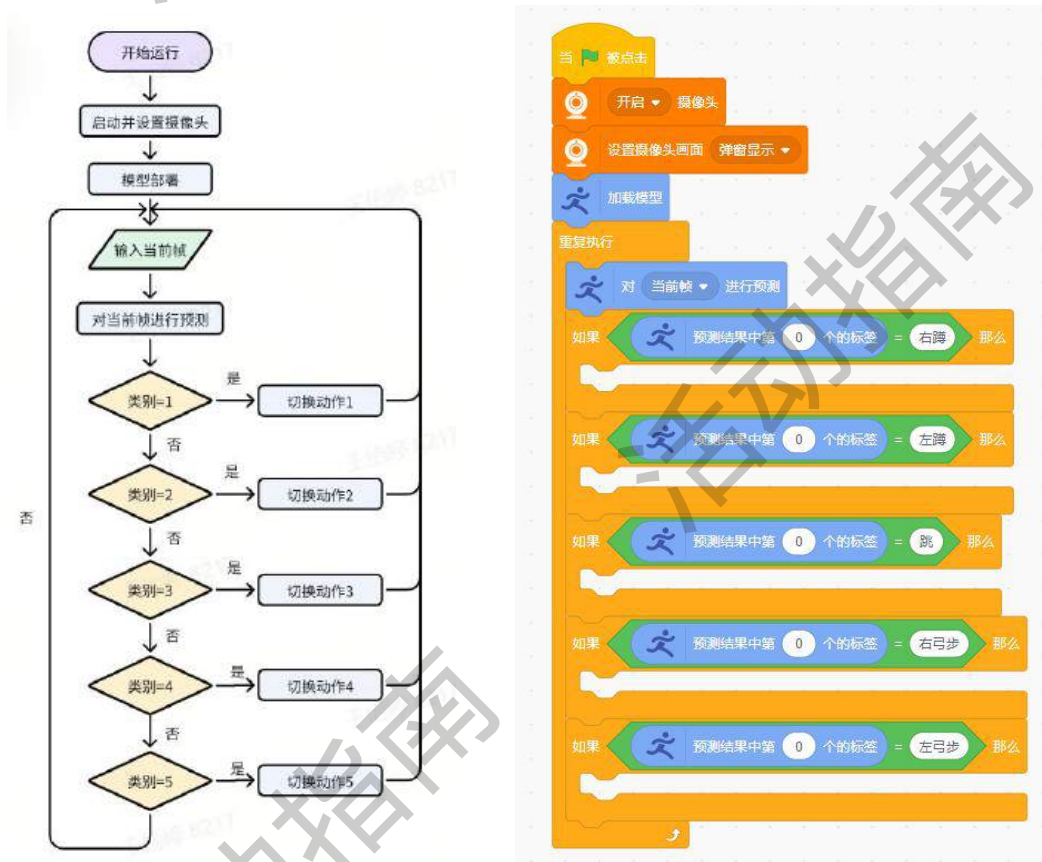 开始运行
启动并设置摄像头
模型部署
输入当前帧
对当前帧进行预测
类别=1
是
切换动作1
否
类别=2
是
切换动作2
否
类别=3
是
切换动作3
否
类别=4
是
切换动作4
否
类别=5
是
切换动作5
否
当 被点击
开启 摄像头
设置摄像头画面 弹窗显示
加载模型
重复执行
对 当前帧 进行预测
如果 预测结果中第 0 个的标签 = 右蹲 那么
如果 预测结果中第 0 个的标签 = 左蹲 那么
如果 预测结果中第 0 个的标签 = 跳 那么
如果 预测结果中第 0 个的标签 = 右弓步 那么
如果 预测结果中第 0 个的标签 = 左弓步 那么
活动指南
动指南